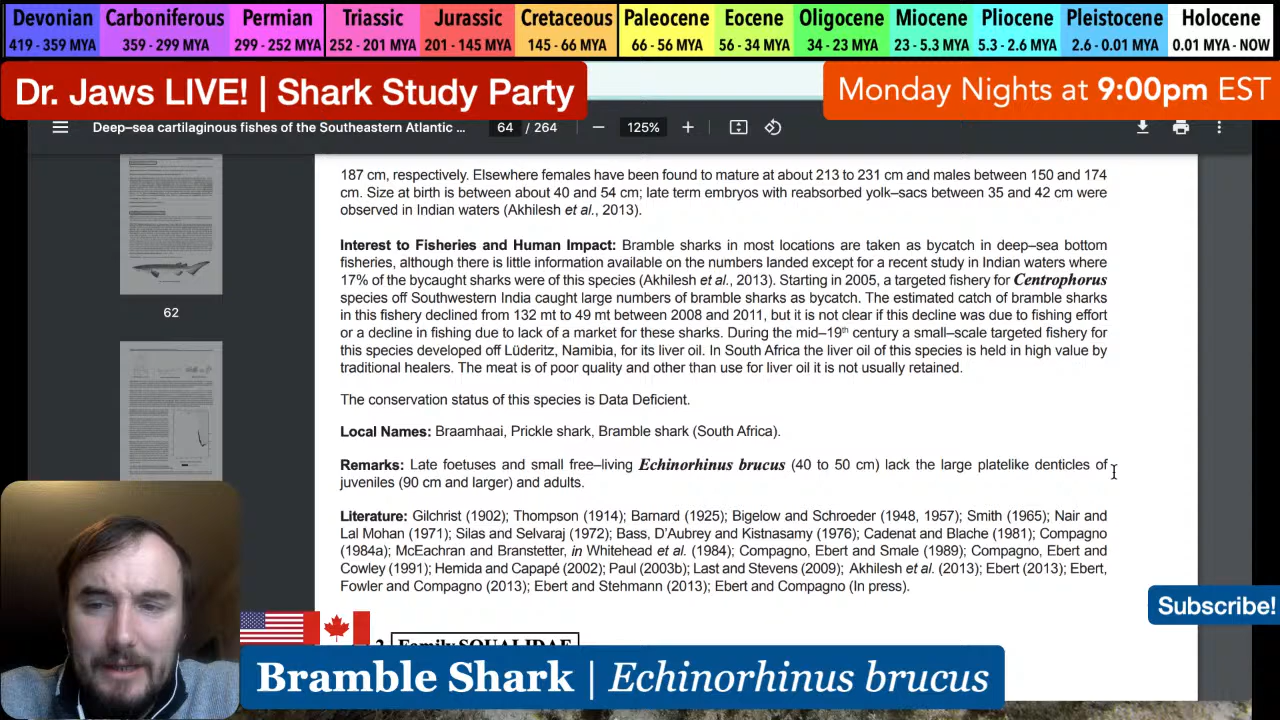 Devonian Carboniferous Permian Triassic Jurassic Cretaceous Paleocene Eocene Oligocene Miocene Pliocene Pleistocene Holocene
419 - 359 MYA 359 - 299 MYA 299 - 252 MYA 252 - 201 MYA 201 - 145 MYA 145 - 66 MYA 66 - 56 MYA 56 - 34 MYA 34 - 23 MYA 23 - 5.3 MYA 5.3 - 2.6 MYA 2.6 - 0.01 MYA 0.01 MYA - NOW
Dr. Jaws LIVE! | Shark Study Party
Monday Nights at 9:00pm EST
Deep–sea cartilaginous fishes of the Southeastern Atlantic ... 64 / 264 125%
187 cm, respectively. Elsewhere females have been found to mature at about 213 to 231 cm and males between 150 and 174
cm. Size at birth is between about 40 and 54 cm; late term embryos with reabsorbed yolk–sacs between 35 and 42 cm were
observed in Indian waters (Akhilesh et al., 2013).
Interest to Fisheries and Human Impact: Bramble sharks in most locations are taken as bycatch in deep–sea bottom
fisheries, although there is little information available on the numbers landed except for a recent study in Indian waters where
17% of the bycaught sharks were of this species (Akhilesh et al., 2013). Starting in 2005, a targeted fishery for Centrophorus
species off Southwestern India caught large numbers of bramble sharks as bycatch. The estimated catch of bramble sharks
in this fishery declined from 132 mt to 49 mt between 2008 and 2011, but it is not clear if this decline was due to fishing effort
or a decline in fishing due to lack of a market for these sharks. During the mid–19th century a small–scale targeted fishery for
this species developed off Lüderitz, Namibia, for its liver oil. In South Africa the liver oil of this species is held in high value by
traditional healers. The meat is of poor quality and other than use for liver oil it is not usually retained.
The conservation status of this species is Data Deficient.
Local Names: Braamhaai, Prickle shark, Bramble shark (South Africa).
Remarks: Late foetuses and small free–living Echinorhinus brucus (40 to 50 cm) lack the large platelike denticles of
juveniles (90 cm and larger) and adults.
Literature: Gilchrist (1902); Thompson (1914); Barnard (1925); Bigelow and Schroeder (1948, 1957); Smith (1965); Nair and
Lal Mohan (1971); Silas and Selvaraj (1972); Bass, D'Aubrey and Kistnasamy (1976); Cadenat and Blache (1981); Compagno
(1984a); McEachran and Branstetter, in Whitehead et al. (1984); Compagno, Ebert and Smale (1989); Compagno, Ebert and
Cowley (1991); Hemida and Capapé (2002); Paul (2003b); Last and Stevens (2009); Akhilesh et al. (2013); Ebert (2013); Ebert,
Fowler and Compagno (2013); Ebert and Stehmann (2013); Ebert and Compagno (In press).
62
2 Family SQUALIDAE
Subscribe!
Bramble Shark | Echinorhinus brucus